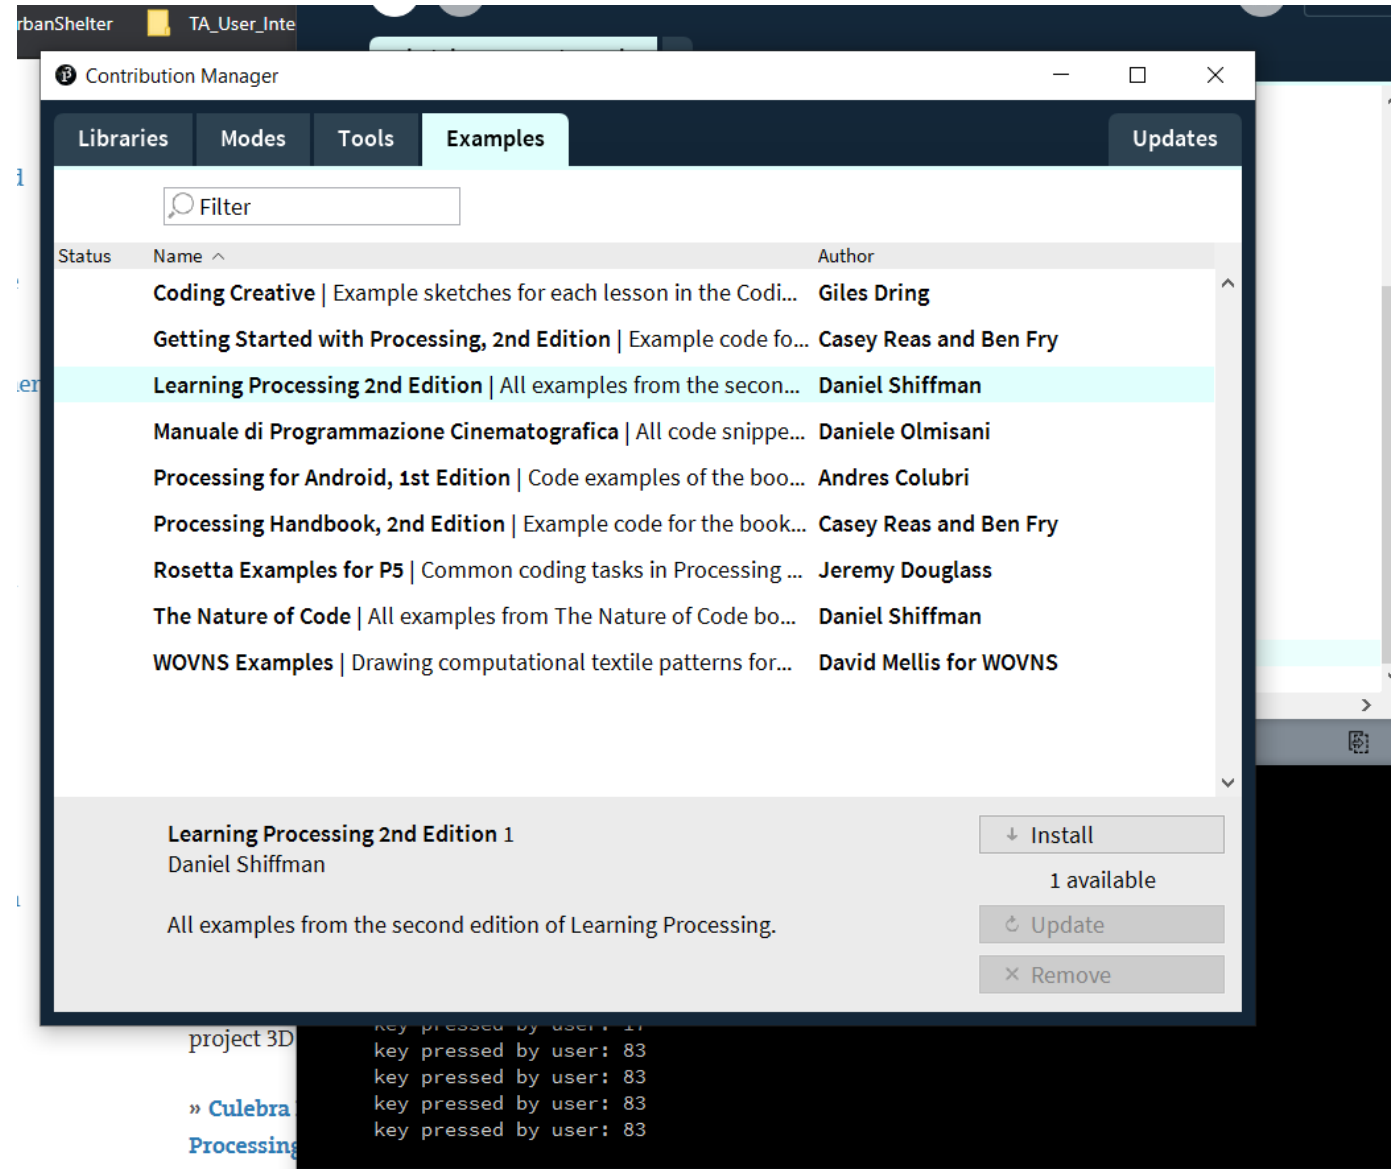 TA_User_Inte
Contribution Manager
Libraries Modes Tools Examples Updates
Filter
Status Name Author
Coding Creative | Example sketches for each lesson in the Codi... Giles Dring
Getting Started with Processing, 2nd Edition | Example code fo... Casey Reas and Ben Fry
Learning Processing 2nd Edition | All examples from the secon... Daniel Shiffman
Manuale di Programmazione Cinematografica | All code snippe... Daniele Olmisani
Processing for Android, 1st Edition | Code examples of the boo... Andres Colubri
Processing Handbook, 2nd Edition | Example code for the book... Casey Reas and Ben Fry
Rosetta Examples for P5 | Common coding tasks in Processing ... Jeremy Douglass
The Nature of Code | All examples from The Nature of Code bo... Daniel Shiffman
WOVNS Examples | Drawing computational textile patterns for... David Mellis for WOVNS
Learning Processing 2nd Edition 1
Daniel Shiffman
All examples from the second edition of Learning Processing.
Install
1 available
Update
Remove
project 3D
» Culebra
Processing
key pressed by user: 17
key pressed by user: 83
key pressed by user: 83
key pressed by user: 83
key pressed by user: 83